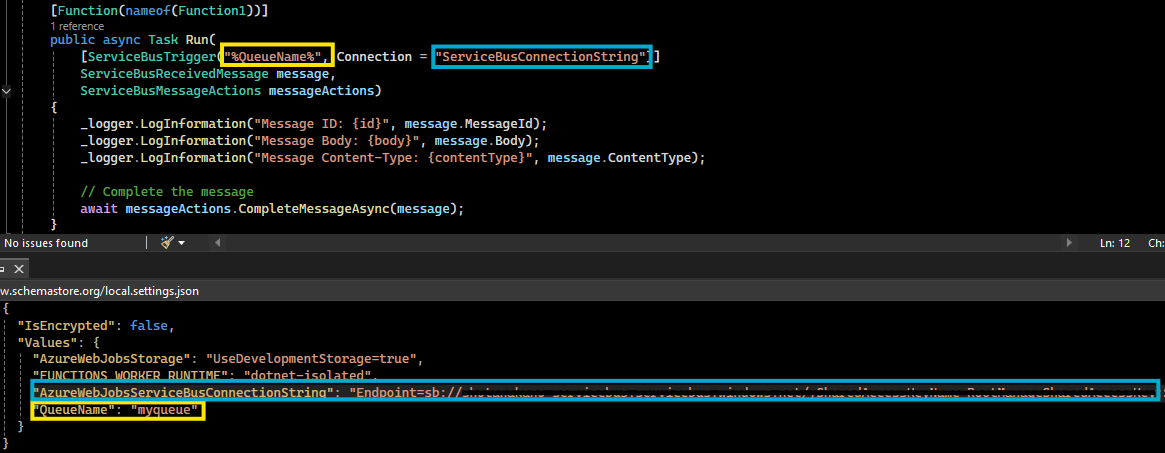 [Function(nameof(Function1))]
1 reference
public async Task Run(
[ServiceBusTrigger("%QueueName%", Connection = "ServiceBusConnectionString")]
ServiceBusReceivedMessage message,
ServiceBusMessageActions messageActions)
{
_logger.LogInformation("Message ID: {id}", message.MessageId);
_logger.LogInformation("Message Body: {body}", message.Body);
_logger.LogInformation("Message Content-Type: {contentType}", message.ContentType);
// Complete the message
await messageActions.CompleteMessageAsync(message);
}
No issues found
Ln: 12
Ch:
w.schemastore.org/local.settings.json
{
"IsEncrypted": false,
"Values": {
"AzureWebJobsStorage": "UseDevelopmentStorage=true",
"FUNCTIONS_WORKER_RUNTIME": "dotnet-isolated",
"AzureWebJobsServiceBusConnectionString": "Endpoint=sb://
"QueueName": "myqueue"
}
}